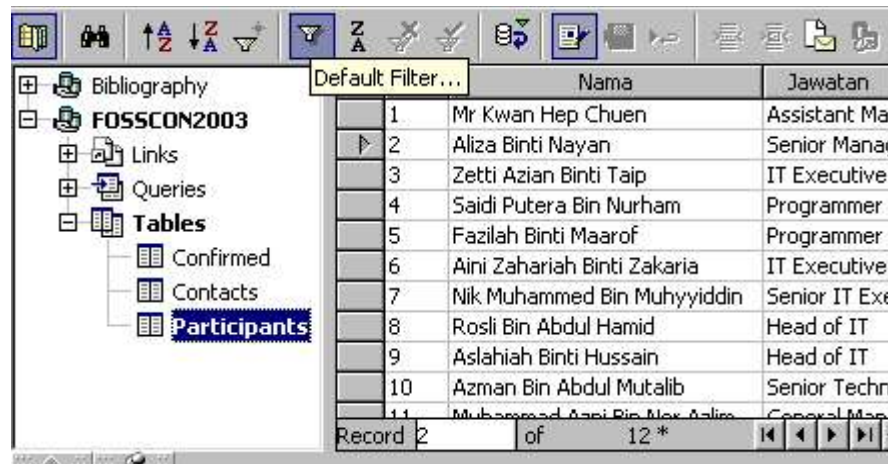 Default Filter...
Bibliography
FOSSCON2003
Links
Queries
Tables
Confirmed
Contacts
Participants
Nama Jawatan
1 Mr Kwan Hep Chuen Assistant Ma
2 Aliza Binti Nayan Senior Mana
3 Zetti Azian Binti Taip IT Executive
4 Saidi Putera Bin Nurham Programmer
5 Fazilah Binti Maarof Programmer
6 Aini Zahariah Binti Zakaria IT Executive
7 Nik Muhammed Bin Muhyyiddin Senior IT Exe
8 Rosli Bin Abdul Hamid Head of IT
9 Aslahiah Binti Hussain Head of IT
10 Azman Bin Abdul Mutalib Senior Techn
11 Muhammad Bin Nor
Record 2 of 12 *